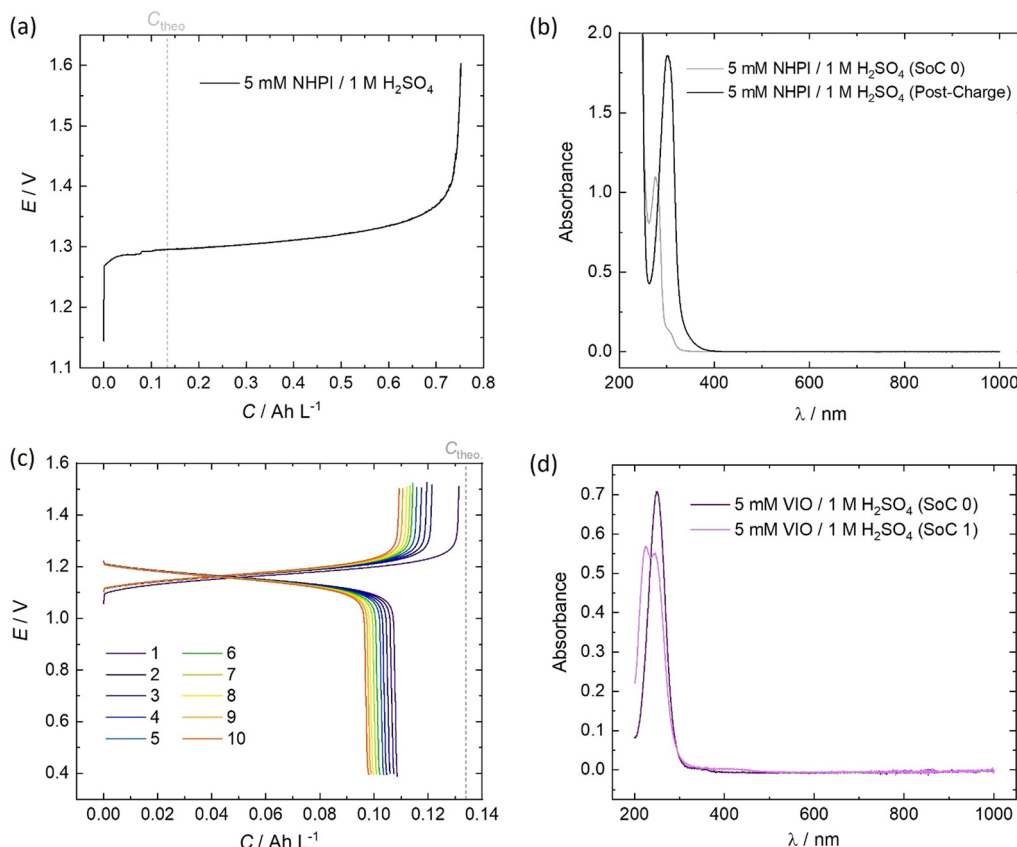 (a)
C theo
1.6
1.5
1.4
1.3
1.2
1.1
E / V
5 mM NHPI / 1 M H₂SO₄
0.0 0.1 0.2 0.3 0.4 0.5 0.6 0.7 0.8
C / Ah L⁻¹
(b)
2.0
1.5
1.0
0.5
0.0
Absorbance
5 mM NHPI / 1 M H₂SO₄ (SoC 0)
5 mM NHPI / 1 M H₂SO₄ (Post-Charge)
200 400 600 800 1000
λ / nm
(c)
C theo.
1.6
1.4
1.2
1.0
0.8
0.6
0.4
E / V
1 6
2 7
3 8
4 9
5 10
0.00 0.02 0.04 0.06 0.08 0.10 0.12 0.14
C / Ah L⁻¹
(d)
0.7
0.6
0.5
0.4
0.3
0.2
0.1
0.0
Absorbance
5 mM VIO / 1 M H₂SO₄ (SoC 0)
5 mM VIO / 1 M H₂SO₄ (SoC 1)
200 400 600 800 1000
λ / nm